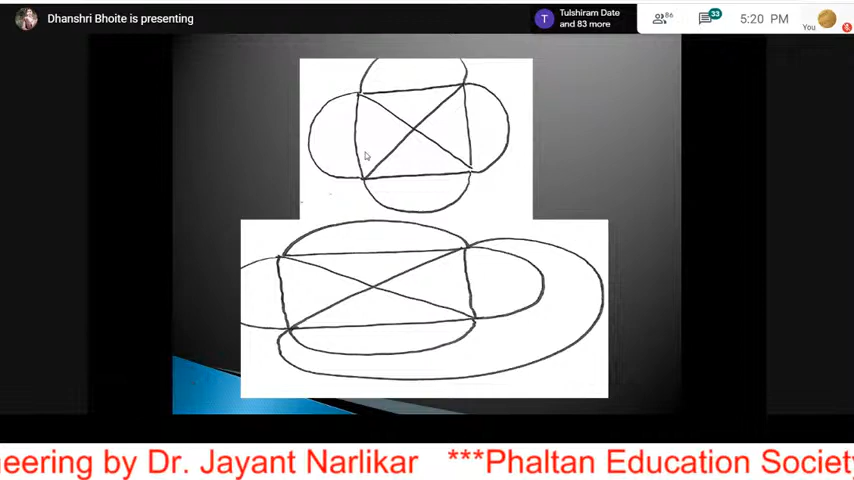 Dhanshri Bhoite is presenting
T
Tulshiram Date
and 83 more
86
33
5:20 PM
You
neering by Dr. Jayant Narlikar ***Phaltan Education Society